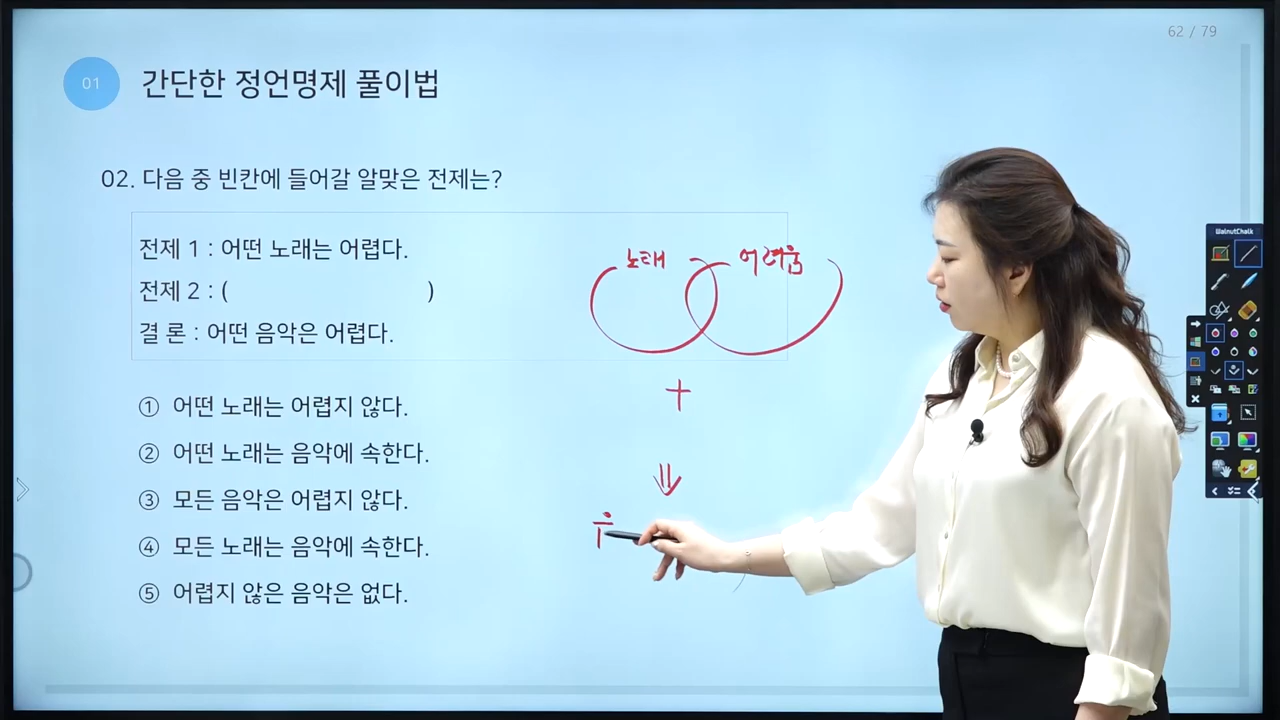 62 / 79
01
간단한 정언명제 풀이법
02. 다음 중 빈칸에 들어갈 알맞은 전제는?
전제 1 : 어떤 노래는 어렵다.
전제 2 : ( )
결 론 : 어떤 음악은 어렵다.
① 어떤 노래는 어렵지 않다.
② 어떤 노래는 음악에 속한다.
③ 모든 음악은 어렵지 않다.
④ 모든 노래는 음악에 속한다.
⑤ 어렵지 않은 음악은 없다.
노래 어려움
+
⇓
WalnutChalk